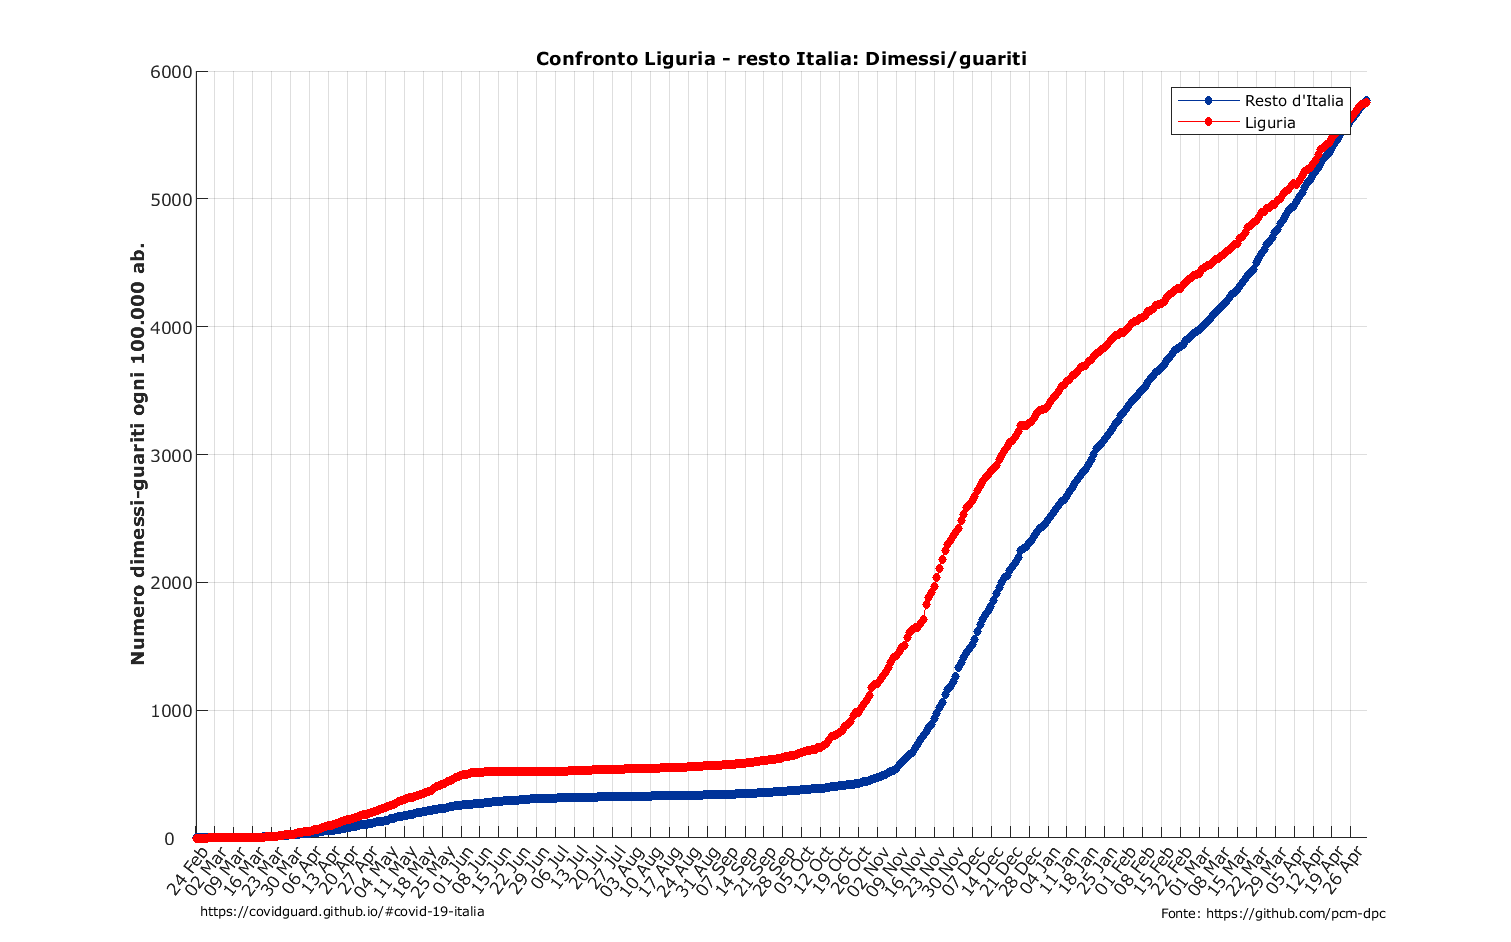 Confronto Liguria - resto Italia: Dimessi/guariti
Numero dimessi-guariti ogni 100.000 ab.
6000
5000
4000
3000
2000
1000
0
Resto d'Italia
Liguria
24 Feb
02 Mar
09 Mar
16 Mar
23 Mar
30 Mar
06 Apr
13 Apr
20 Apr
27 Apr
04 May
11 May
18 May
25 May
01 Jun
08 Jun
15 Jun
22 Jun
29 Jun
06 Jul
13 Jul
20 Jul
27 Jul
03 Aug
10 Aug
17 Aug
24 Aug
31 Aug
07 Sep
14 Sep
21 Sep
28 Sep
05 Oct
12 Oct
19 Oct
26 Oct
02 Nov
09 Nov
16 Nov
23 Nov
30 Nov
07 Dec
14 Dec
21 Dec
28 Dec
04 Jan
11 Jan
18 Jan
25 Jan
01 Feb
08 Feb
15 Feb
22 Feb
01 Mar
08 Mar
15 Mar
22 Mar
29 Mar
05 Apr
12 Apr
19 Apr
26 Apr
https://covidguard.github.io/#covid-19-italia
Fonte: https://github.com/pcm-dpc